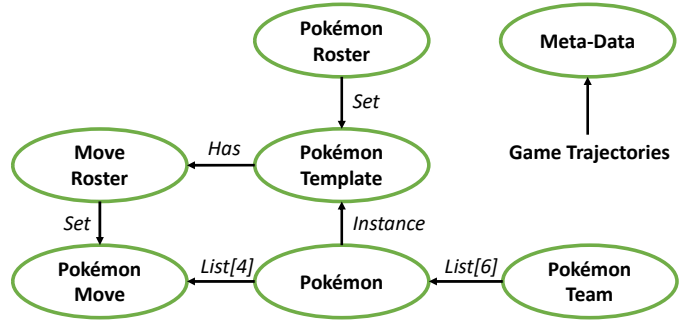 Pokémon
Roster
Meta-Data
Set
Has
Move
Roster
Pokémon
Template
Game Trajectories
Set
Instance
List[4]
List[6]
Pokémon
Move
Pokémon
Pokémon
Team